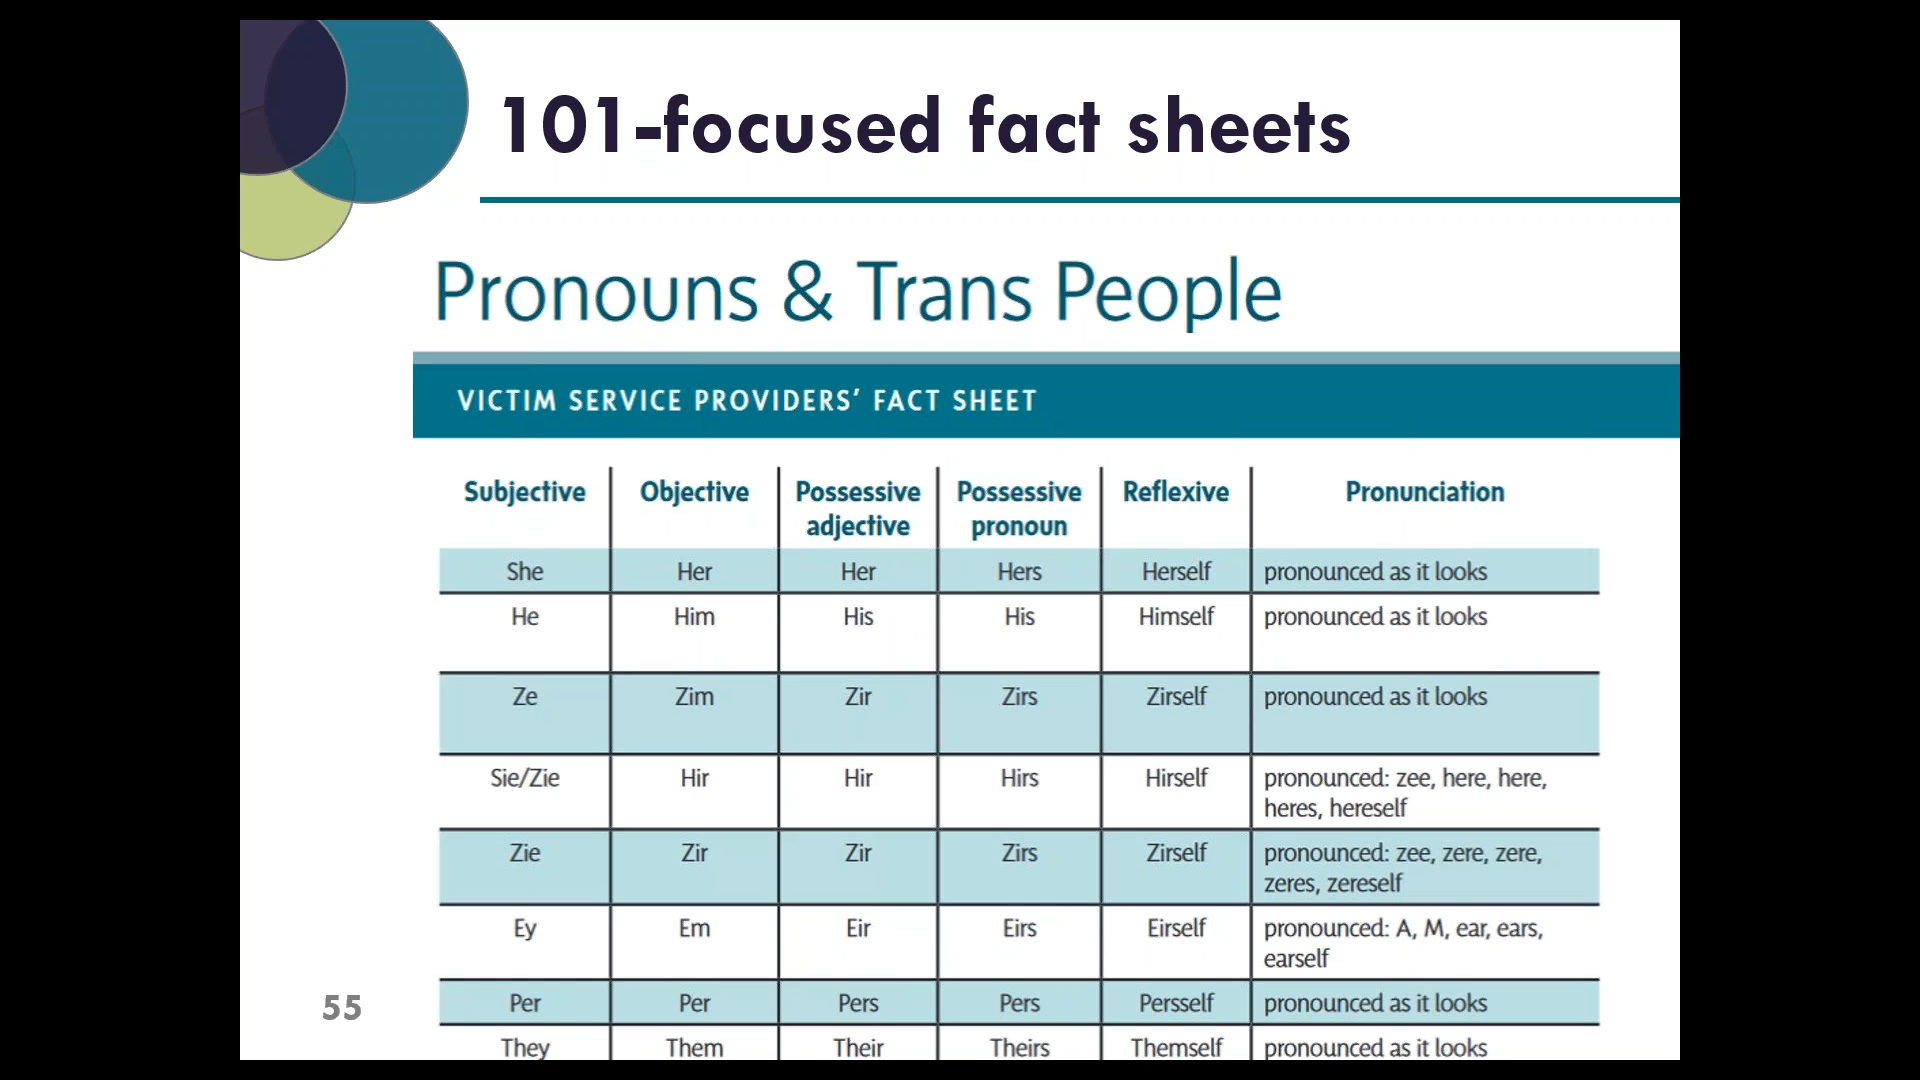 101-focused fact sheets
Pronouns & Trans People
VICTIM SERVICE PROVIDERS’ FACT SHEET
Subjective Objective Possessive adjective Possessive pronoun Reflexive Pronunciation
She Her Her Hers Herself pronounced as it looks
He Him His His Himself pronounced as it looks
Ze Zim Zir Zirs Zirself pronounced as it looks
Sie/Zie Hir Hir Hirs Hirself pronounced: zee, here, here,
heres, hereself
Zie Zir Zir Zirs Zirself pronounced: zee, zere, zere,
zeres, zereself
Ey Em Eir Eirs Eirself pronounced: A, M, ear, ears,
earself
Per Per Pers Pers Persself pronounced as it looks
They Them Their Theirs Themself pronounced as it looks
55